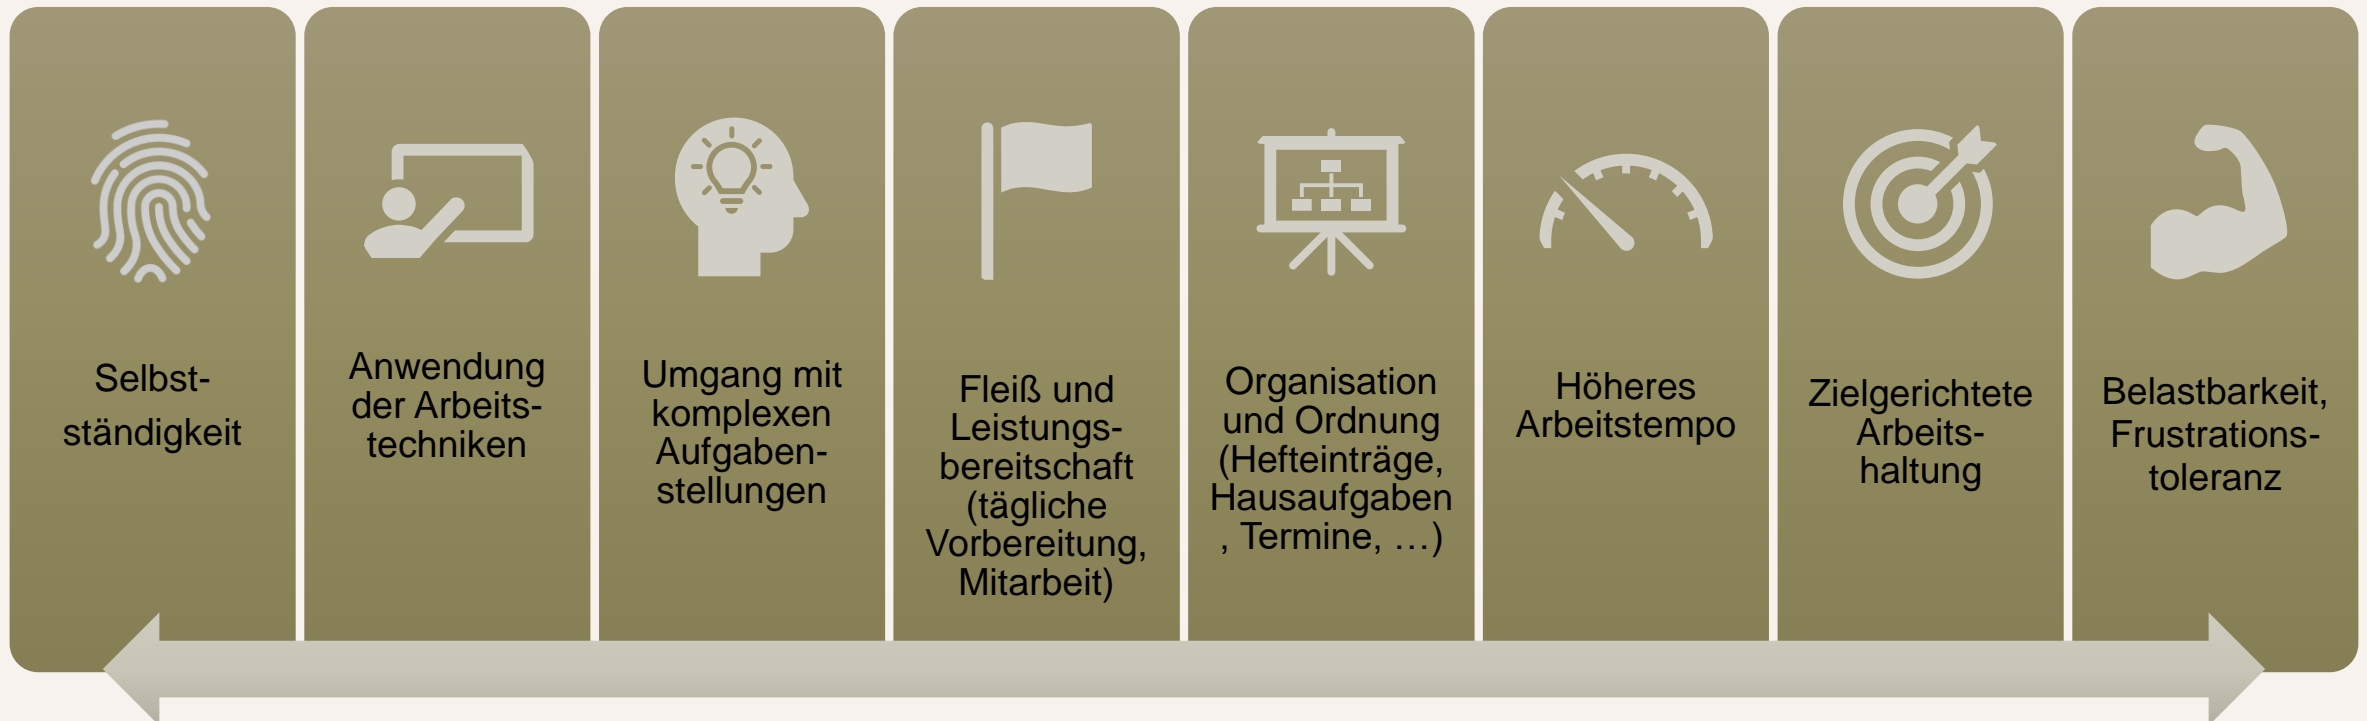 Selbst-
ständigkeit
Anwendung
der Arbeits-
techniken
Umgang mit
komplexen
Aufgaben-
stellungen
Fleiß und
Leistungs-
bereitschaft
(tägliche
Vorbereitung,
Mitarbeit)
Organisation
und Ordnung
(Hefteinträge,
Hausaufgaben
, Termine, …)
Höheres
Arbeitstempo
Zielgerichtete
Arbeits-
haltung
Belastbarkeit,
Frustrations-
toleranz